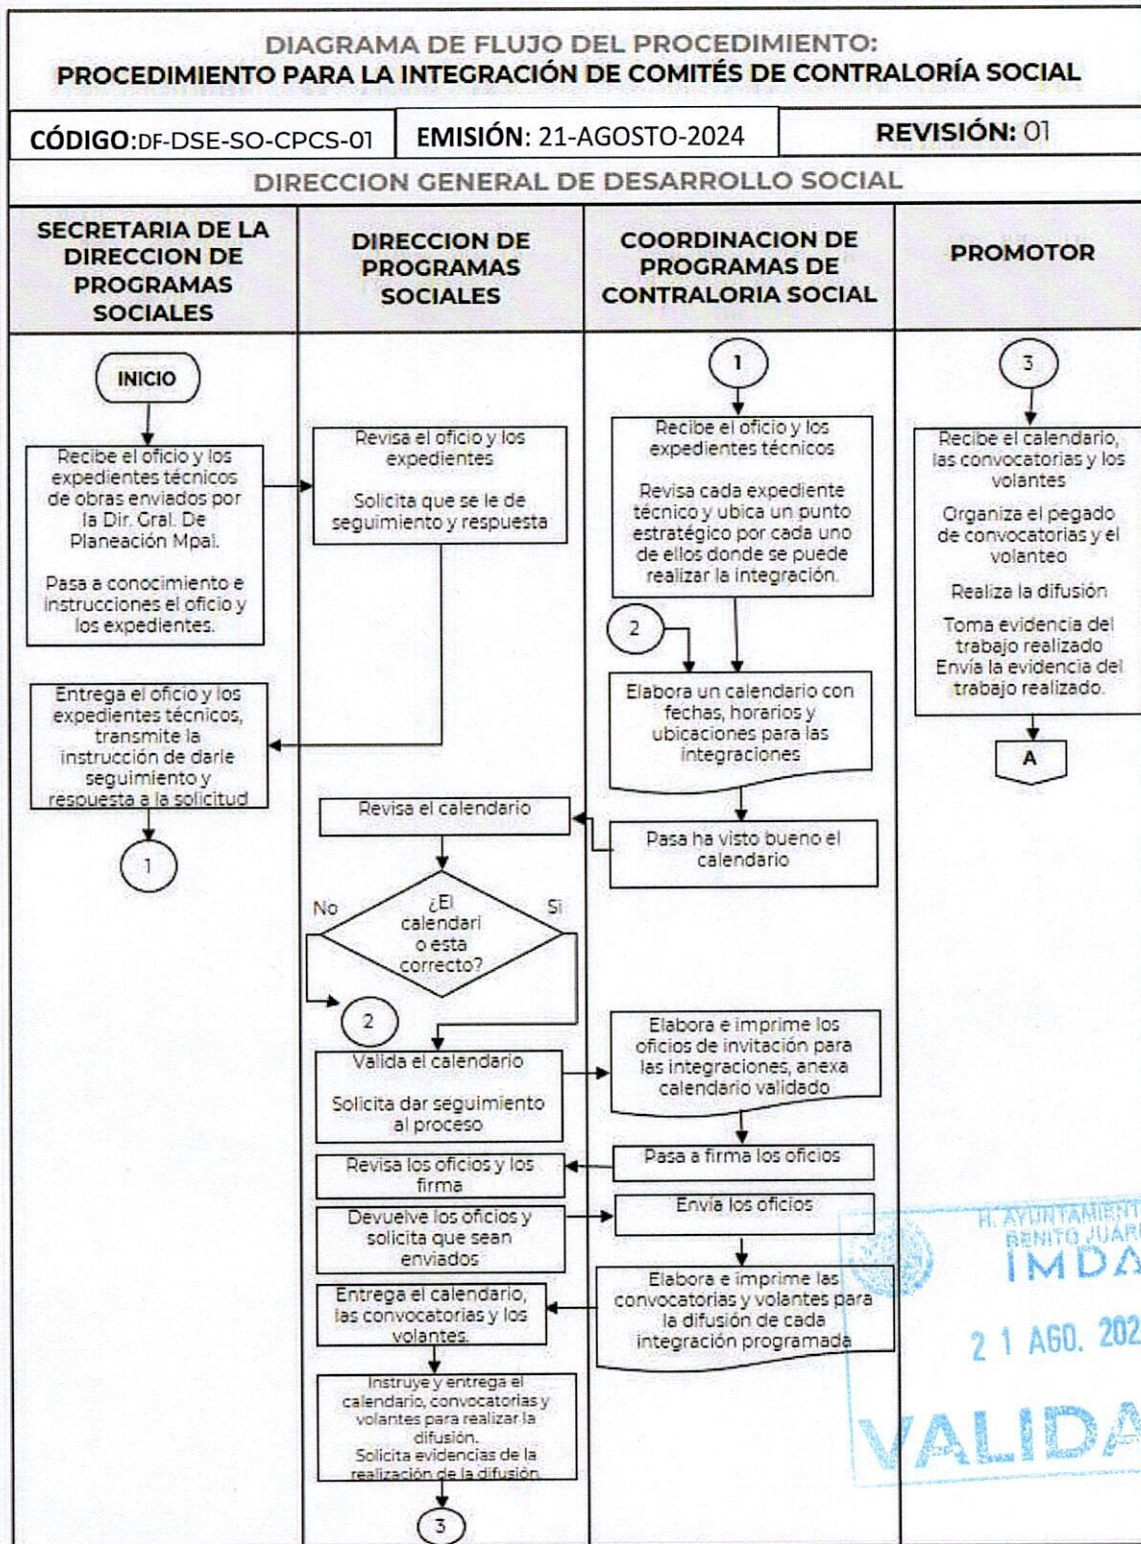 DIAGRAMA DE FLUJO DEL PROCEDIMIENTO:
PROCEDIMIENTO PARA LA INTEGRACIÓN DE COMITÉS DE CONTRALORÍA SOCIAL
CÓDIGO:DF-DSE-SO-CPCS-01
EMISIÓN: 21-AGOSTO-2024
REVISIÓN: 01
DIRECCION GENERAL DE DESARROLLO SOCIAL
SECRETARIA DE LA
DIRECCION DE
PROGRAMAS
SOCIALES
DIRECCION DE
PROGRAMAS
SOCIALES
COORDINACION DE
PROGRAMAS DE
CONTRALORIA SOCIAL
PROMOTOR
INICIO
Recibe el oficio y los
expedientes técnicos
de obras enviados por
la Dir. Gral. De
Planeación Mpal.
Pasa a conocimiento e
instrucciones el oficio y
los expedientes.
Entrega el oficio y los
expedientes técnicos,
transmite la
instrucción de darle
seguimiento y
respuesta a la solicitud
1
Revisa el oficio y los
expedientes
Solicita que se le de
seguimiento y respuesta
Revisa el calendario
No
¿El
calendari
o esta
correcto?
Si
2
Valida el calendario
Solicita dar seguimiento
al proceso
Revisa los oficios y los
firma
Devuelve los oficios y
solicita que sean
enviados
Entrega el calendario,
las convocatorias y los
volantes.
Instruye y entrega el
calendario, convocatorias y
volantes para realizar la
difusión.
Solicita evidencias de la
realización de la difusión.
3
1
Recibe el oficio y los
expedientes técnicos
Revisa cada expediente
técnico y ubica un punto
estratégico por cada uno
de ellos donde se puede
realizar la integración.
2
Elabora un calendario con
fechas, horarios y
ubicaciones para las
integraciones
Pasa ha visto bueno el
calendario
Elabora e imprime los
oficios de invitación para
las integraciones, anexa
calendario validado
Pasa a firma los oficios
Envía los oficios
Elabora e imprime las
convocatorias y volantes para
la difusión de cada
integración programada
3
Recibe el calendario,
las convocatorias y los
volantes
Organiza el pegado
de convocatorias y el
volanteo
Realiza la difusión
Toma evidencia del
trabajo realizado
Envía la evidencia del
trabajo realizado.
A
H. AYUNTAMIENT
BENITO JUÁR
IMDA
2 1 AGO. 202
VALIDA